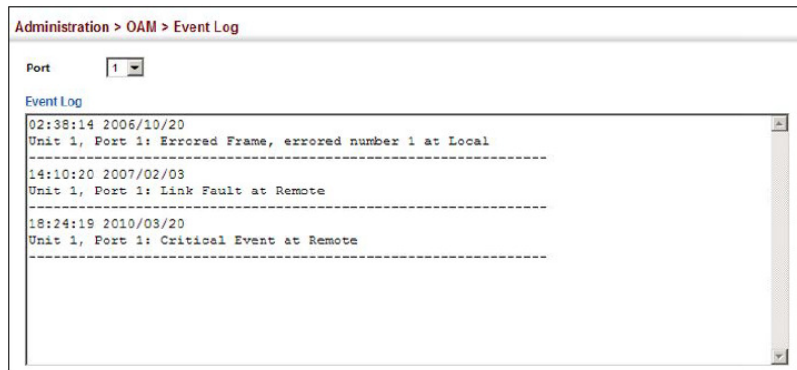 Administration > OAM > Event Log
Port 1
Event Log
02:38:14 2006/10/20
Unit 1, Port 1: Errored Frame, errored number 1 at Local
----------------------------------------------------------------
14:10:20 2007/02/03
Unit 1, Port 1: Link Fault at Remote
----------------------------------------------------------------
18:24:19 2010/03/20
Unit 1, Port 1: Critical Event at Remote
----------------------------------------------------------------